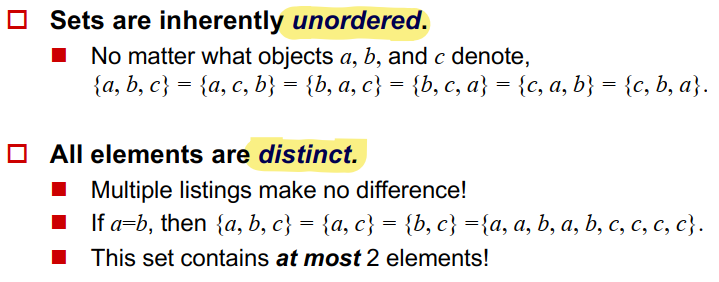 Sets are inherently unordered.
No matter what objects a, b, and c denote,
{a, b, c} = {a, c, b} = {b, a, c} = {b, c, a} = {c, a, b} = {c, b, a}.
All elements are distinct.
Multiple listings make no difference!
If a=b, then {a, b, c} = {a, c} = {b, c} ={a, a, b, a, b, c, c, c, c}.
This set contains at most 2 elements!